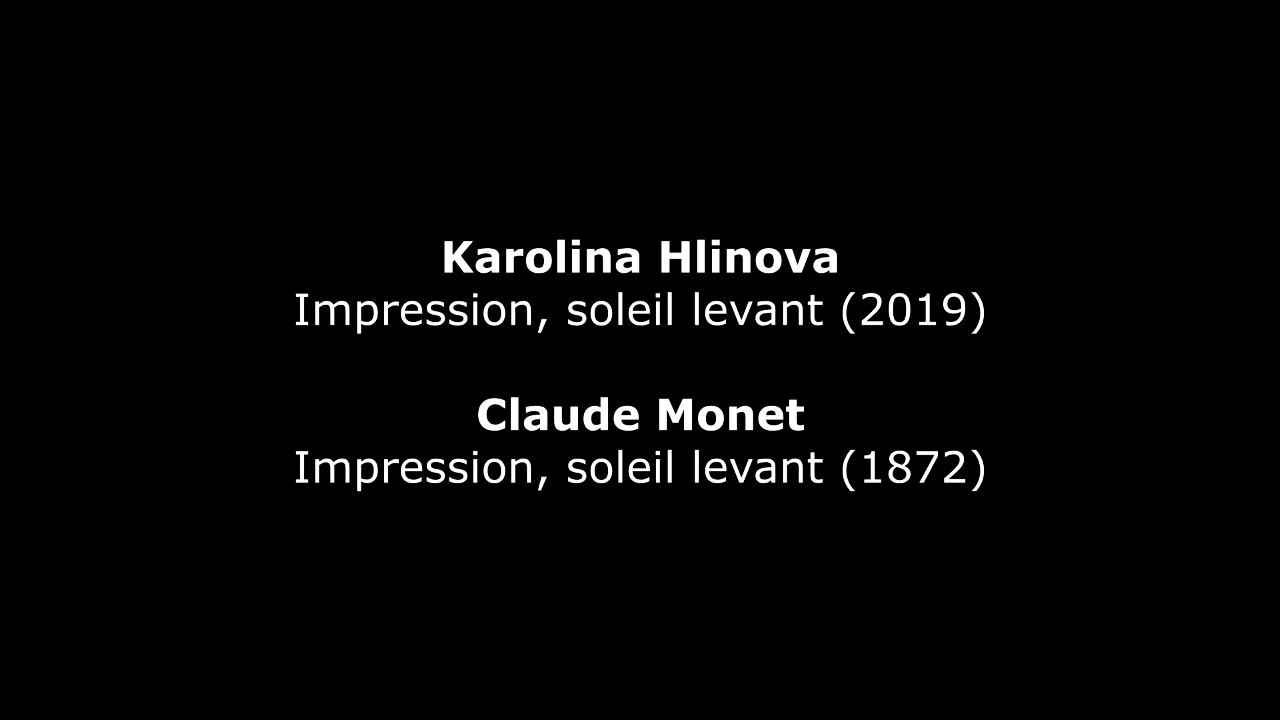 Karolina Hlinova
Impression, soleil levant (2019)
Claude Monet
Impression, soleil levant (1872)